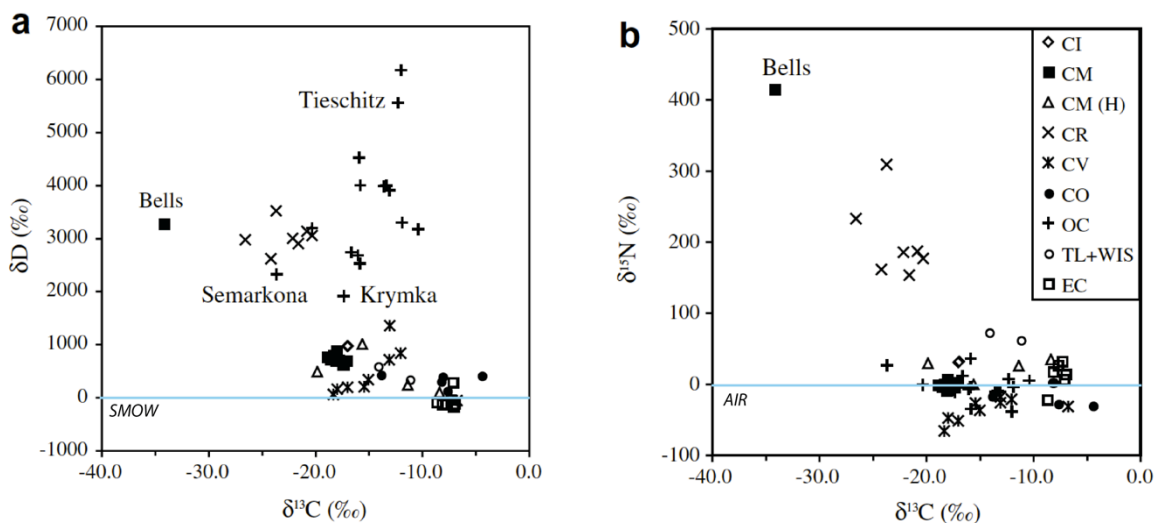 a
7000
6000
5000
4000
3000
2000
1000
0
-1000
δD (‰)
Tieschitz
Bells
Semarkona
Krymka
SMOW
-40.0
-30.0
-20.0
-10.0
0.0
δ¹³C (‰)
b
500
400
300
200
100
0
-100
δ¹⁵N (‰)
Bells
CI
CM
CM (H)
CR
CV
CO
OC
TL+WIS
EC
AIR
-40.0
-30.0
-20.0
-10.0
0.0
δ¹³C (‰)